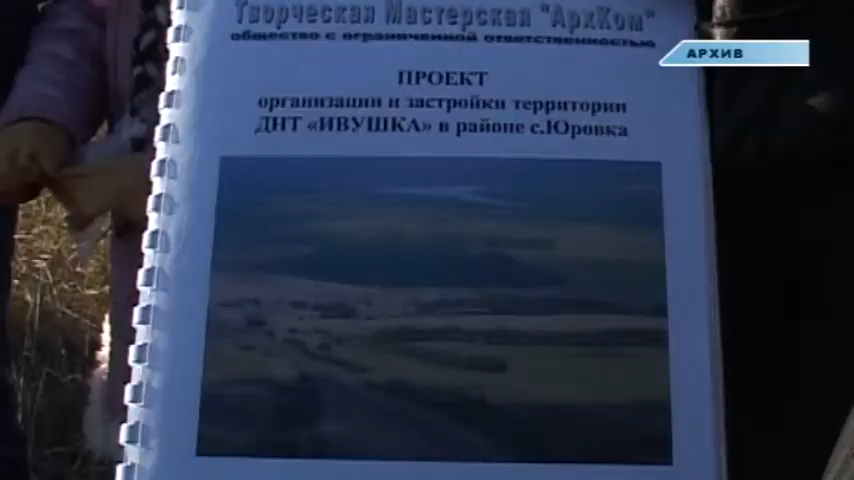 Творческая Мастерская "АрхКом"
общество с ограниченной ответственностью
АРХИВ
ПРОЕКТ
организации и застройки территории
ДНТ «ИВУШКА» в районе с.Юровка